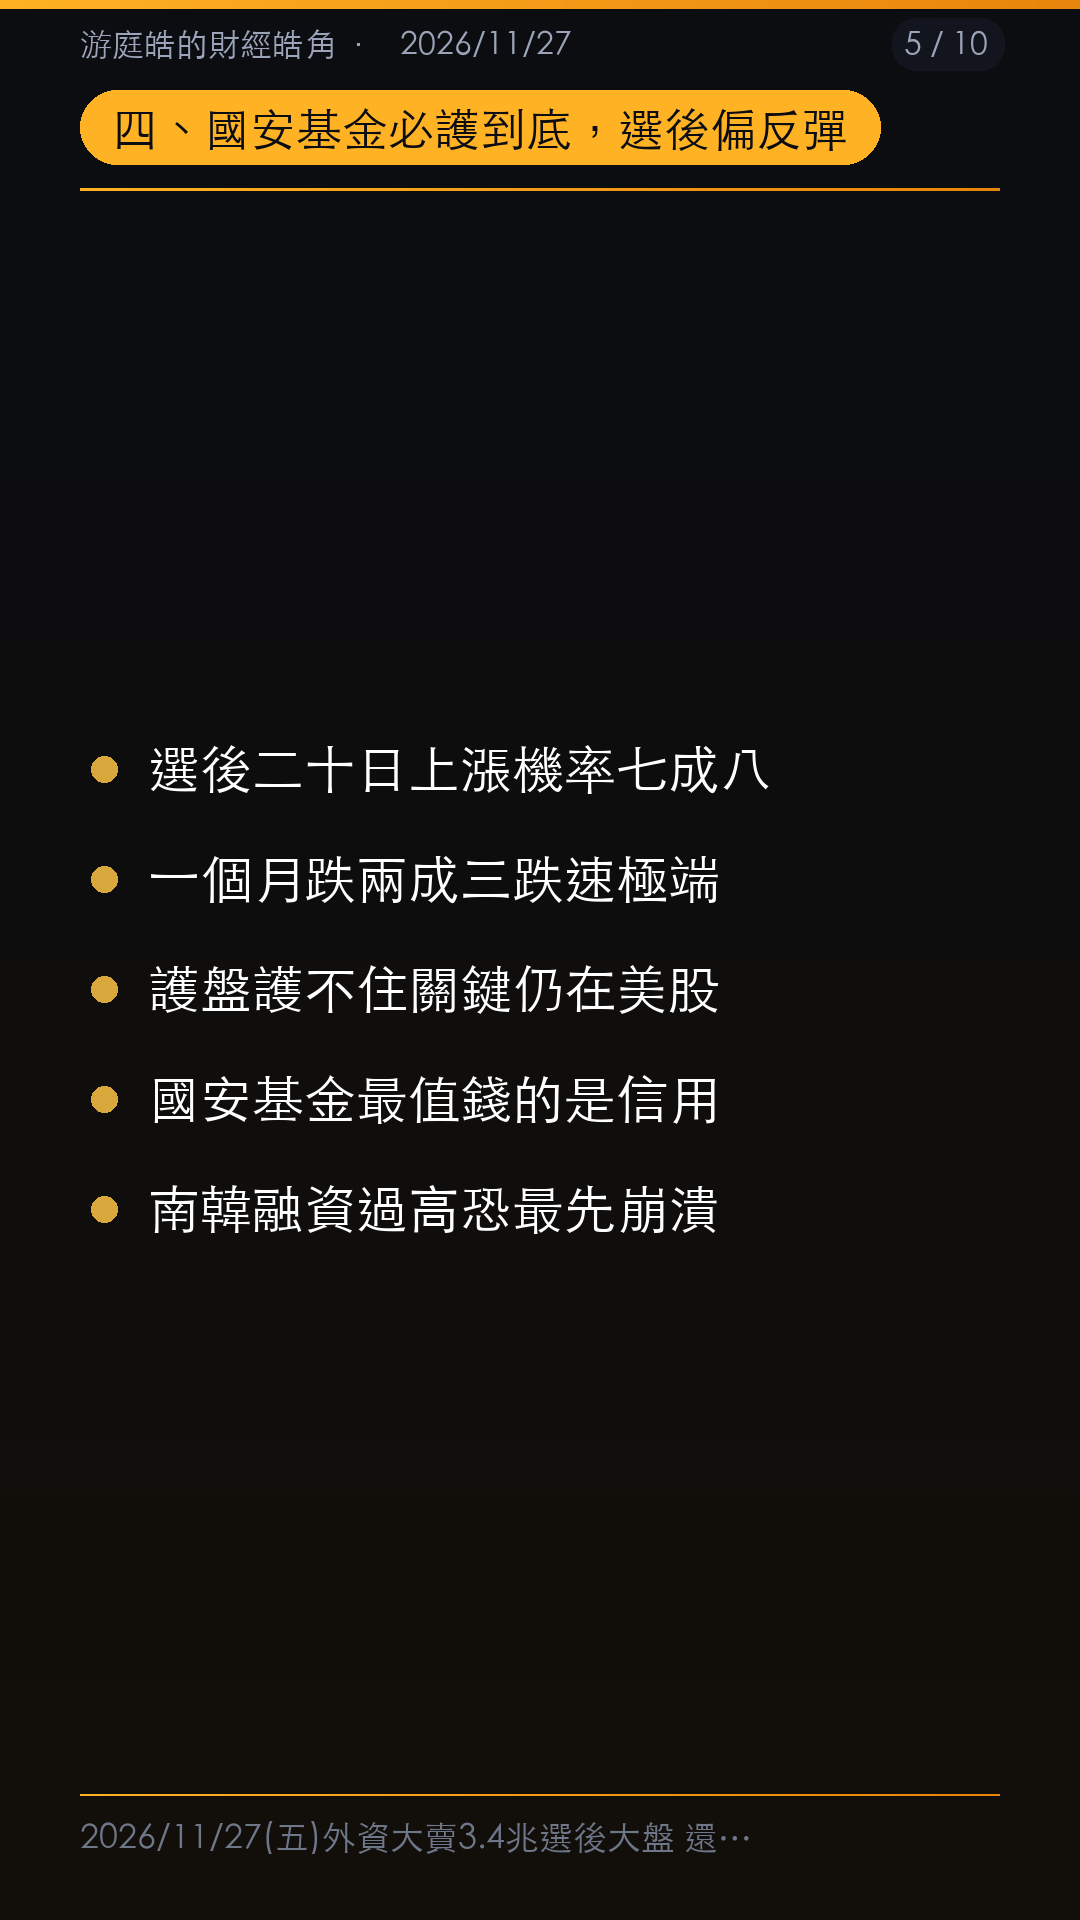 游庭皓的財經皓角 · 2026/11/27
5 / 10
四、國安基金必護到底，選後偏反彈
選後二十日上漲機率七成八
一個月跌兩成三跌速極端
護盤護不住關鍵仍在美股
國安基金最值錢的是信用
南韓融資過高恐最先崩潰
2026/11/27(五)外資大賣3.4兆選後大盤 還⋯